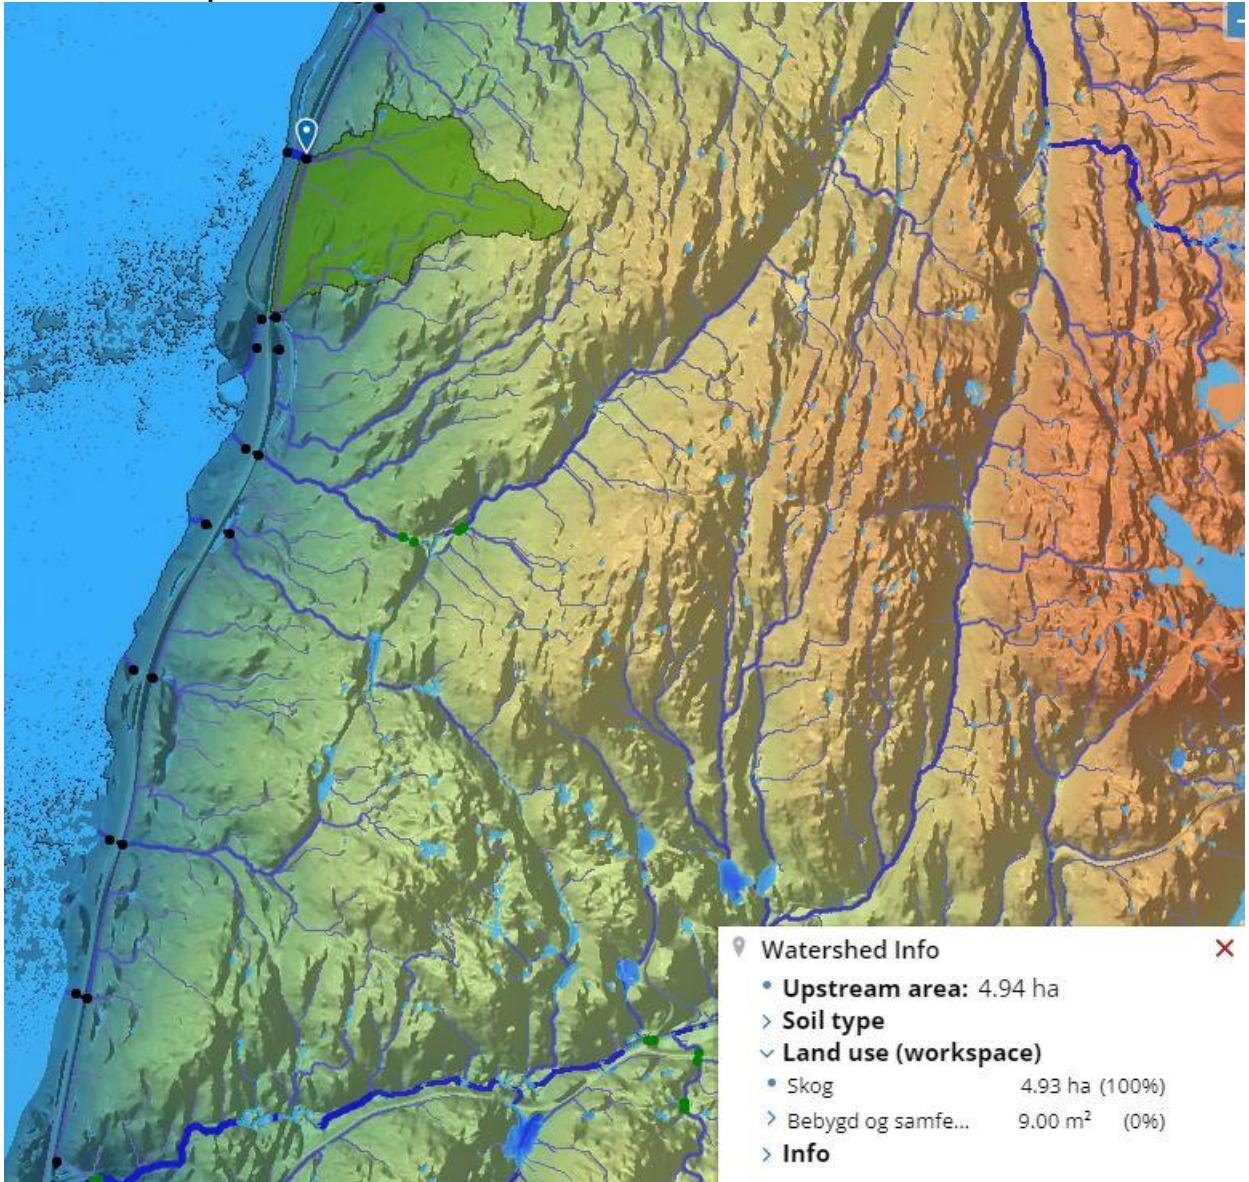 Watershed Info
Upstream area: 4.94 ha
Soil type
Land use (workspace)
Skog 4.93 ha (100%)
Bebygd og samfe... 9.00 m² (0%)
Info